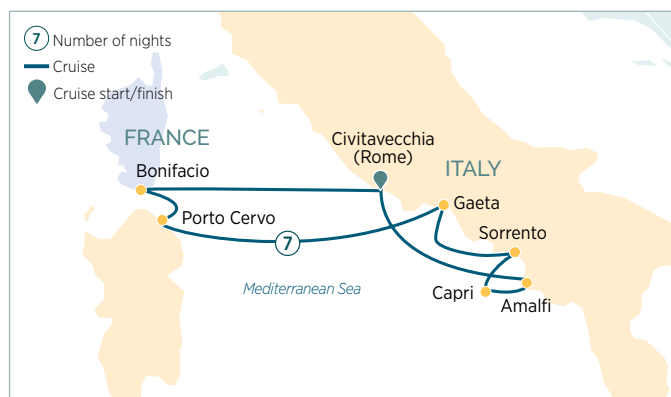 7 Number of nights
Cruise
Cruise start/finish
FRANCE
Civitavecchia
(Rome)
ITALY
Bonifacio
Gaeta
Porto Cervo
Sorrento
7
Mediterranean Sea
Capri
Amalfi